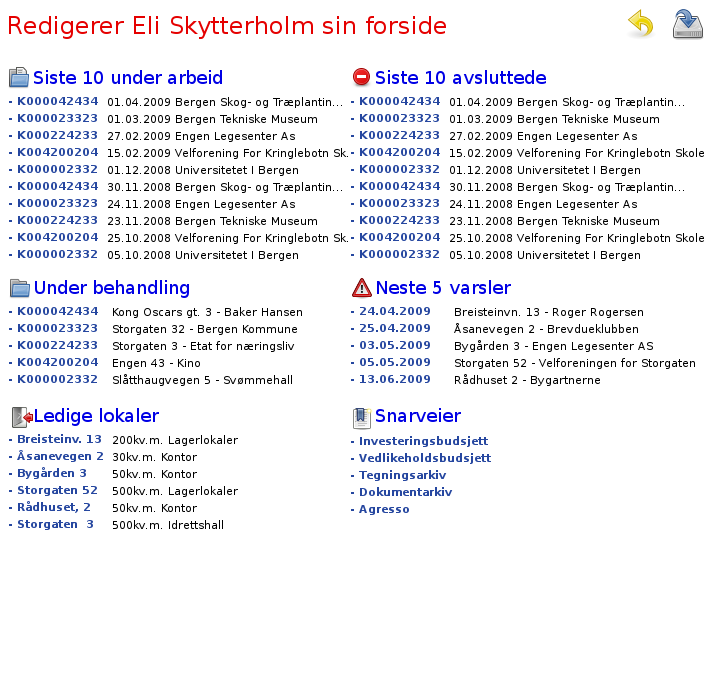 Redigerer Eli Skytterholm sin forside
Siste 10 under arbeid
- K000042434 01.04.2009 Bergen Skog- og Træplantin...
- K000023323 01.03.2009 Bergen Tekniske Museum
- K000224233 27.02.2009 Engen Legesenter As
- K004200204 15.02.2009 Velforening For Kringlebotn Sk.
- K000002332 01.12.2008 Universitetet I Bergen
- K000042434 30.11.2008 Bergen Skog- og Træplantin...
- K000023323 24.11.2008 Engen Legesenter As
- K000224233 23.11.2008 Bergen Tekniske Museum
- K004200204 25.10.2008 Velforening For Kringlebotn Sk.
- K000002332 05.10.2008 Universitetet I Bergen
Siste 10 avsluttede
- K000042434 01.04.2009 Bergen Skog- og Træplantin...
- K000023323 01.03.2009 Bergen Tekniske Museum
- K000224233 27.02.2009 Engen Legesenter As
- K004200204 15.02.2009 Velforening For Kringlebotn Skole
- K000002332 01.12.2008 Universitetet I Bergen
- K000042434 30.11.2008 Bergen Skog- og Træplantin...
- K000023323 24.11.2008 Engen Legesenter As
- K000224233 23.11.2008 Bergen Tekniske Museum
- K004200204 25.10.2008 Velforening For Kringlebotn Skole
- K000002332 05.10.2008 Universitetet I Bergen
Under behandling
- K000042434 Kong Oscars gt. 3 - Baker Hansen
- K000023323 Storgaten 32 - Bergen Kommune
- K000224233 Storgaten 3 - Etat for næringsliv
- K004200204 Engen 43 - Kino
- K000002332 Slåtthaugvegen 5 - Svømmehall
Neste 5 varsler
- 24.04.2009 Breisteinvn. 13 - Roger Rogersen
- 25.04.2009 Åsanevegen 2 - Brevdueklubben
- 03.05.2009 Bygården 3 - Engen Legesenter AS
- 05.05.2009 Storgaten 52 - Velforeningen for Storgaten
- 13.06.2009 Rådhuset 2 - Bygartnerne
Ledige lokaler
- Breisteinv. 13 200kv.m. Lagerlokaler
- Åsanevegen 2 30kv.m. Kontor
- Bygården 3 50kv.m. Kontor
- Storgaten 52 500kv.m. Lagerlokaler
- Rådhuset, 2 50kv.m. Kontor
- Storgaten 3 500kv.m. Idrettshall
Snarveier
- Investeringsbudsjett
- Vedlikeholdsbudsjett
- Tegningsarkiv
- Dokumentarkiv
- Agresso